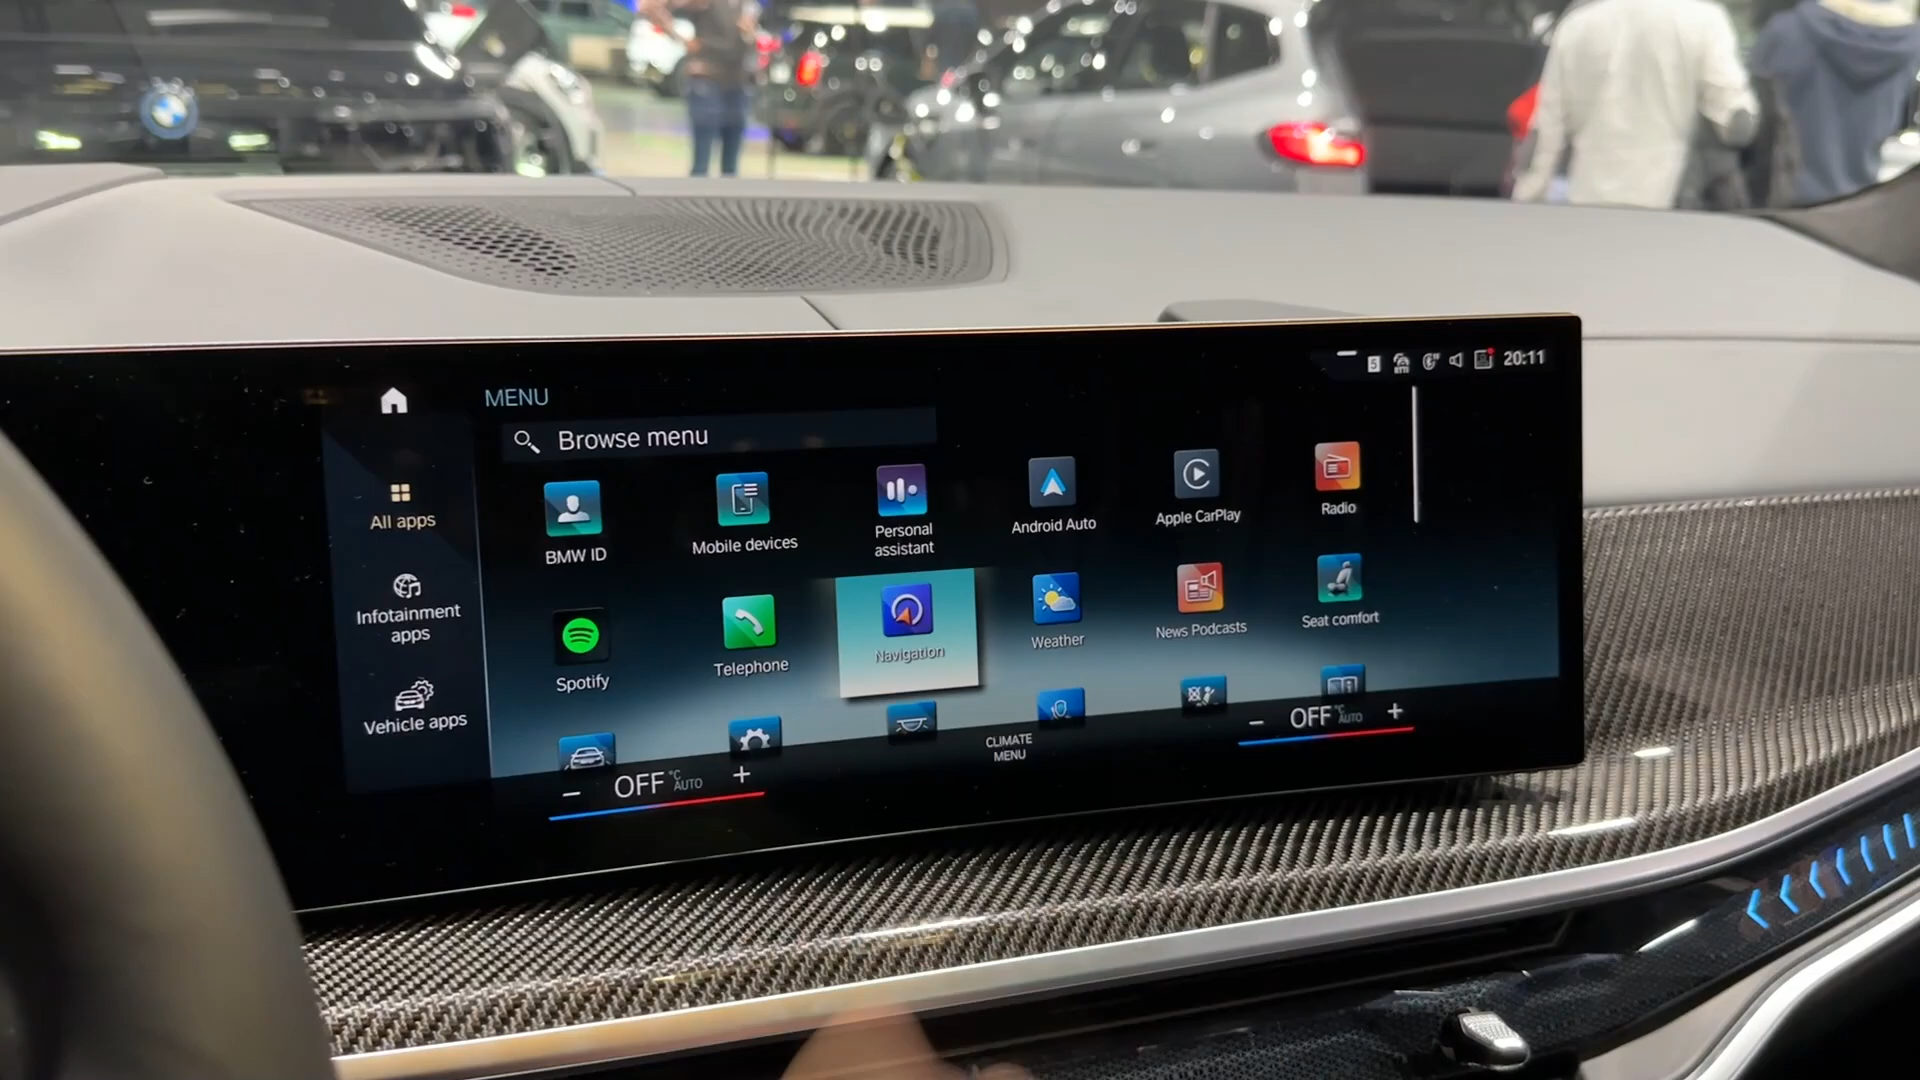 5
20:11
MENU
Browse menu
All apps
Infotainment
apps
Vehicle apps
BMW ID
Mobile devices
Personal
assistant
Android Auto
Apple CarPlay
Radio
Spotify
Telephone
Navigation
Weather
News Podcasts
Seat comfort
- OFF °C AUTO +
CLIMATE
MENU
- OFF °C AUTO +